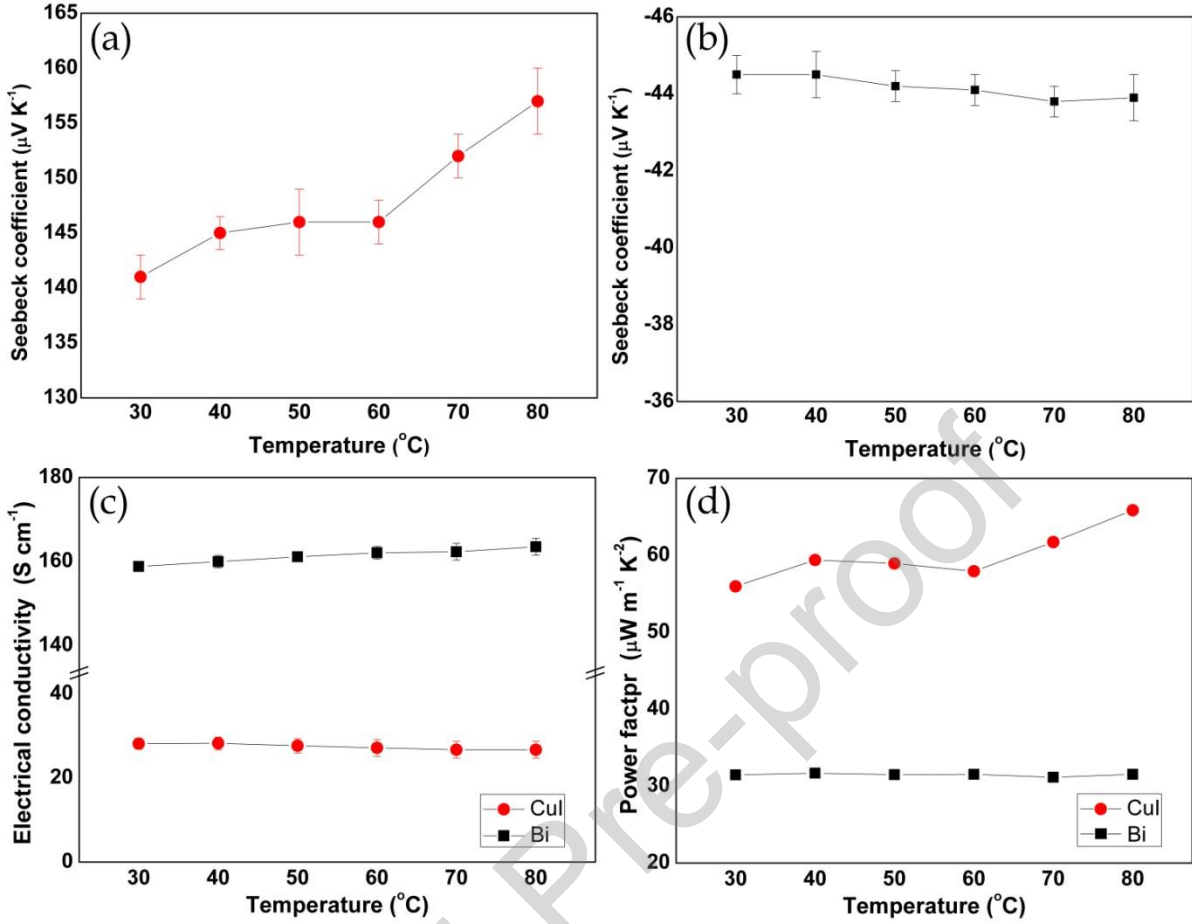 (a)
165
160
155
150
145
140
135
130
Seebeck coefficient (μV K⁻¹)
30 40 50 60 70 80
Temperature (°C)
(b)
-46
-44
-42
-40
-38
-36
Seebeck coefficient (μV K⁻¹)
30 40 50 60 70 80
Temperature (°C)
(c)
180
160
140
40
20
0
Electrical conductivity (S cm⁻¹)
CuI
Bi
30 40 50 60 70 80
Temperature (°C)
(d)
70
60
50
40
30
20
Power factpr (μW m⁻¹ K⁻²)
CuI
Bi
30 40 50 60 70 80
Temperature (°C)
Pre-proof